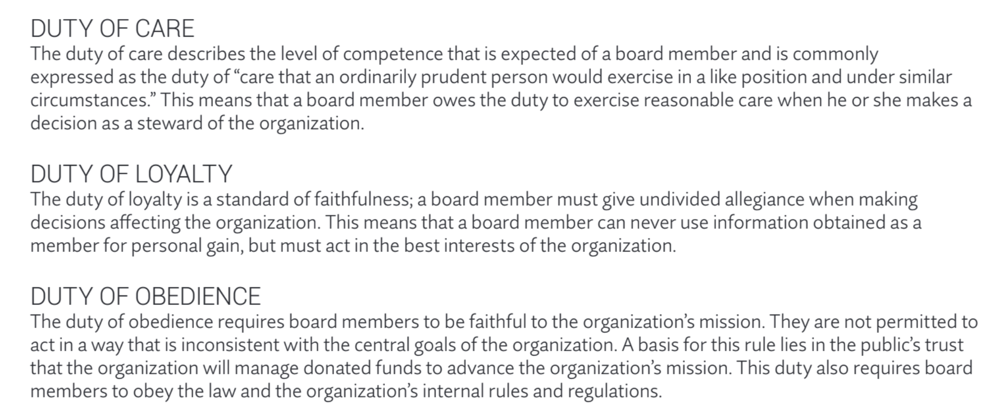 DUTY OF CARE
The duty of care describes the level of competence that is expected of a board member and is commonly
expressed as the duty of “care that an ordinarily prudent person would exercise in a like position and under similar
circumstances.” This means that a board member owes the duty to exercise reasonable care when he or she makes a
decision as a steward of the organization.
DUTY OF LOYALTY
The duty of loyalty is a standard of faithfulness; a board member must give undivided allegiance when making
decisions affecting the organization. This means that a board member can never use information obtained as a
member for personal gain, but must act in the best interests of the organization.
DUTY OF OBEDIENCE
The duty of obedience requires board members to be faithful to the organization’s mission. They are not permitted to
act in a way that is inconsistent with the central goals of the organization. A basis for this rule lies in the public’s trust
that the organization will manage donated funds to advance the organization’s mission. This duty also requires board
members to obey the law and the organization’s internal rules and regulations.